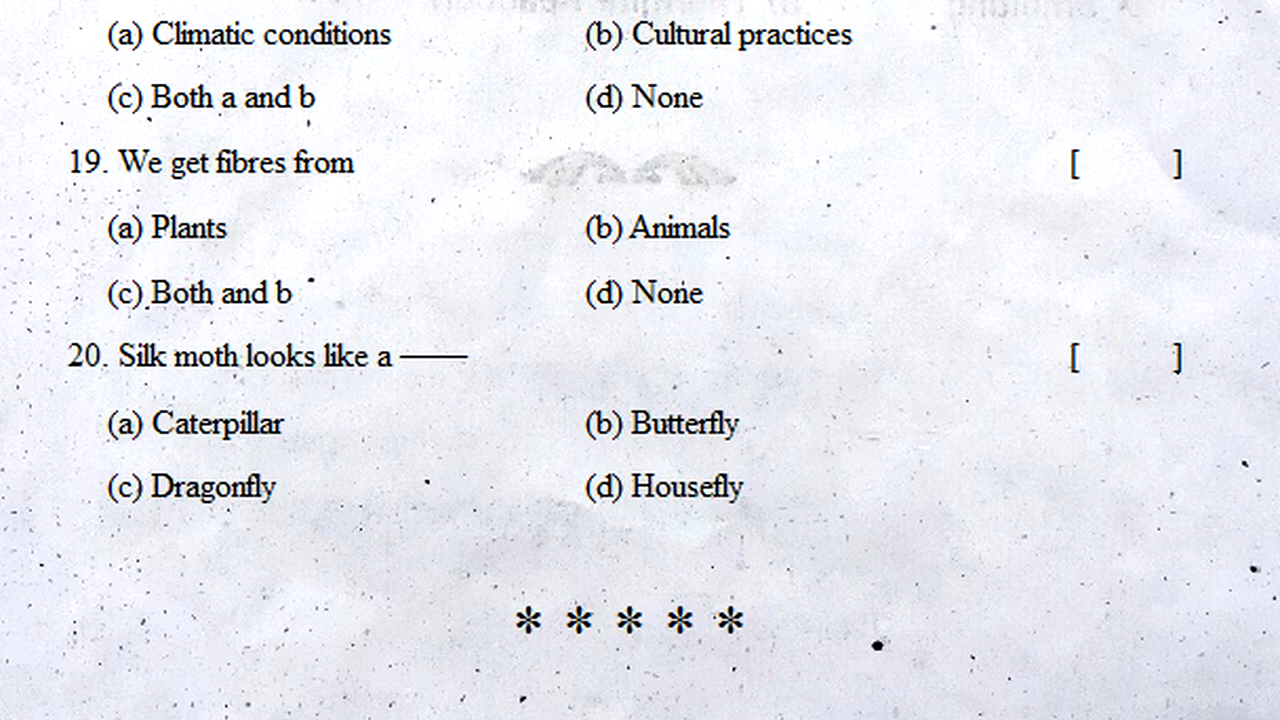 (a) Climatic conditions (b) Cultural practices
(c) Both a and b (d) None
19. We get fibres from [ ]
(a) Plants (b) Animals
(c) Both and b (d) None
20. Silk moth looks like a —— [ ]
(a) Caterpillar (b) Butterfly
(c) Dragonfly (d) Housefly
* * * * *